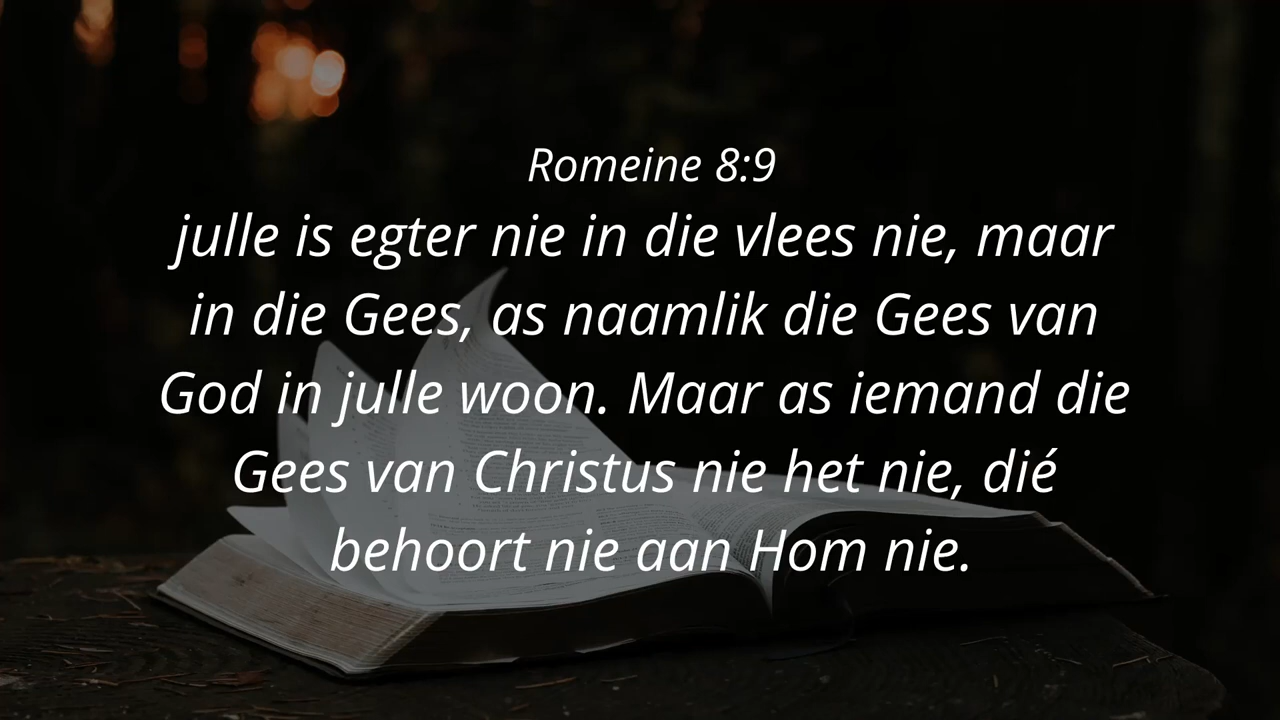 Romeine 8:9
julle is egter nie in die vlees nie, maar
in die Gees, as naamlik die Gees van
God in julle woon. Maar as iemand die
Gees van Christus nie het nie, dié
behoort nie aan Hom nie.